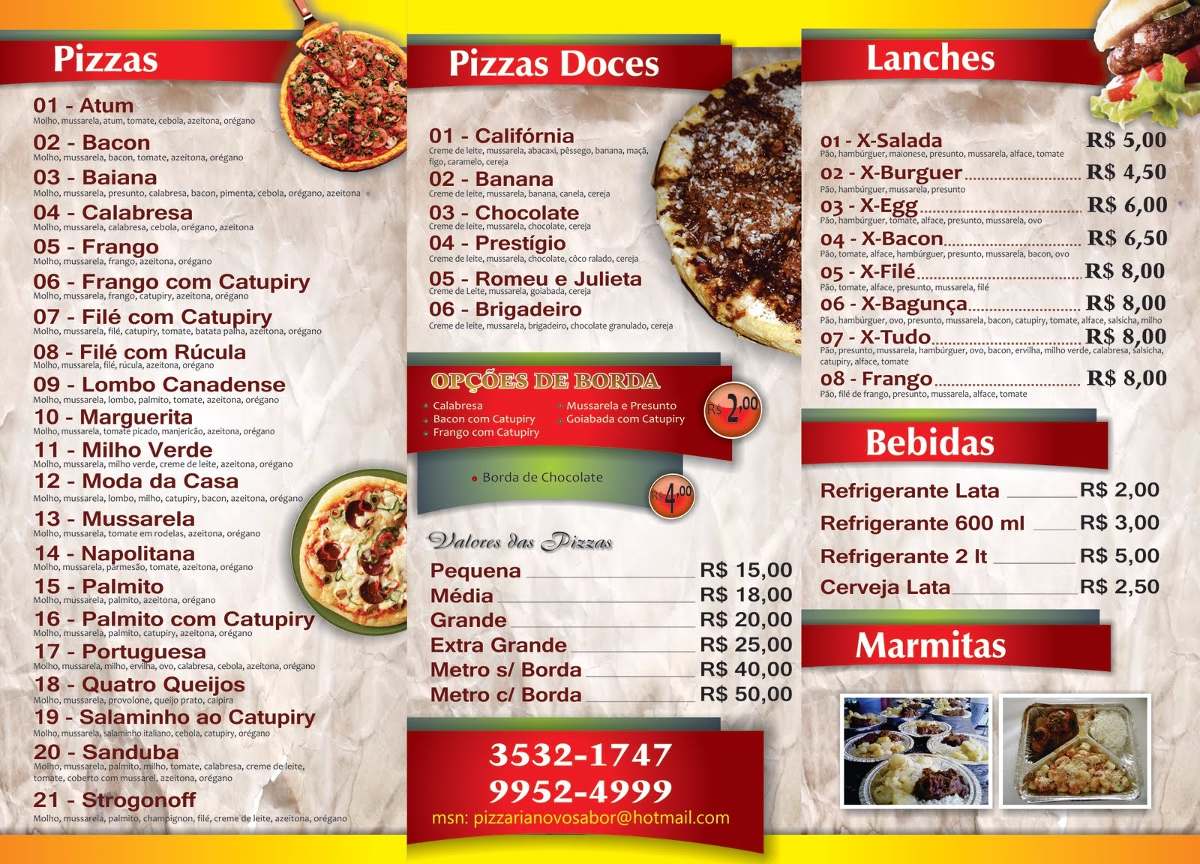 Pizzas
01 - Atum
Molho, mussarela, atum, tomate, cebola, azeitona, orégano
02 - Bacon
Molho, mussarela, bacon, tomate, azeitona, orégano
03 - Baiana
Molho, mussarela, presunto, calabresa, bacon, pimenta, cebola, orégano, azeitona
04 - Calabresa
Molho, mussarela, calabresa, cebola, orégano, azeitona
05 - Frango
Molho, mussarela, frango, azeitona, orégano
06 - Frango com Catupiry
Molho, mussarela, frango, catupiry, azeitona, orégano
07 - Filé com Catupiry
Molho, mussarela, filé, catupiry, tomate, batata palha, azeitona, orégano
08 - Filé com Rúcula
Molho, mussarela, filé, rúcula, azeitona, orégano
09 - Lombo Canadense
Molho, mussarela, lombo, palmito, tomate, azeitona, orégano
10 - Marguerita
Molho, mussarela, tomate picado, manjericão, azeitona, orégano
11 - Milho Verde
Molho, mussarela, milho verde, creme de leite, azeitona, orégano
12 - Moda da Casa
Molho, mussarela, lombo, milho, catupiry, bacon, azeitona, orégano
13 - Mussarela
Molho, mussarela, tomate em rodelas, azeitona, orégano
14 - Napolitana
Molho, mussarela, parmesão, tomate, azeitona, orégano
15 - Palmito
Molho, mussarela, palmito, azeitona, orégano
16 - Palmito com Catupiry
Molho, mussarela, palmito, catupiry, azeitona, orégano
17 - Portuguesa
Molho, mussarela, milho, ervilha, ovo, calabresa, cebola, azeitona, orégano
18 - Quatro Queijos
Molho, mussarela, provolone, queijo prato, caipira
19 - Salaminho ao Catupiry
Molho, mussarela, salaminho italiano, cebola, catupiry, orégano
20 - Sanduba
Molho, mussarela, palmito, milho, tomate, calabresa, creme de leite,
tomate, coberto com mussarel, azeitona, orégano
21 - Strogonoff
Molho, mussarela, palmito, champignon, filé, creme de leite, azeitona, orégano
Pizzas Doces
01 - Califórnia
Creme de leite, mussarela, abacaxi, pêssego, banana, maçã,
figo, caramelo, cereja
02 - Banana
Creme de leite, mussarela, banana, canela, cereja
03 - Chocolate
Creme de leite, mussarela, chocolate, cereja
04 - Prestígio
Creme de leite, mussarela, chocolate, côco ralado, cereja
05 - Romeu e Julieta
Creme de Leite, mussarela, goiabada, cereja
06 - Brigadeiro
Creme de leite, mussarela, brigadeiro, chocolate granulado, cereja
OPÇÕES DE BORDA
Calabresa
Bacon com Catupiry
Frango com Catupiry
Mussarela e Presunto
Goiabada com Catupiry
R$ 2,00
Borda de Chocolate
R$ 4,00
Valores das Pizzas
Pequena R$ 15,00
Média R$ 18,00
Grande R$ 20,00
Extra Grande R$ 25,00
Metro s/ Borda R$ 40,00
Metro c/ Borda R$ 50,00
3532-1747
9952-4999
msn: pizzarianovosabor@hotmail.com
Lanches
01 - X-Salada R$ 5,00
Pão, hambúrguer, maionese, presunto, mussarela, alface, tomate
02 - X-Burguer R$ 4,50
Pão, hambúrguer, mussarela, presunto
03 - X-Egg R$ 6,00
Pão, hambúrguer, tomate, alface, presunto, mussarela, ovo
04 - X-Bacon R$ 6,50
Pão, tomate, alface, hambúrguer, presunto, mussarela, bacon, ovo
05 - X-Filé R$ 8,00
Pão, tomate, alface, presunto, mussarela, filé
06 - X-Bagunça R$ 8,00
Pão, hambúrguer, ovo, presunto, mussarela, bacon, catupiry, tomate, alface, salsicha, milho
07 - X-Tudo R$ 8,00
Pão, presunto, mussarela, hambúrguer, ovo, bacon, ervilha, milho verde, calabresa, salsicha,
catupiry, alface, tomate
08 - Frango R$ 8,00
Pão, filé de frango, presunto, mussarela, alface, tomate
Bebidas
Refrigerante Lata R$ 2,00
Refrigerante 600 ml R$ 3,00
Refrigerante 2 lt R$ 5,00
Cerveja Lata R$ 2,50
Marmitas